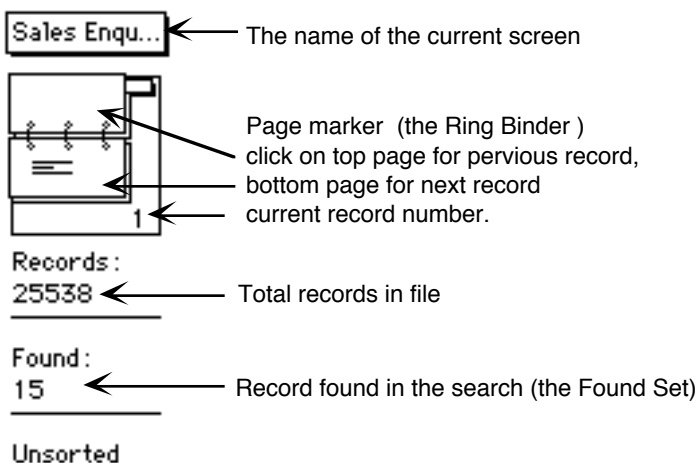 Sales Enqu... The name of the current screen
Page marker (the Ring Binder )
click on top page for pervious record,
bottom page for next record
1 current record number.
Records:
25538 Total records in file
Found:
15 Record found in the search (the Found Set)
Unsorted